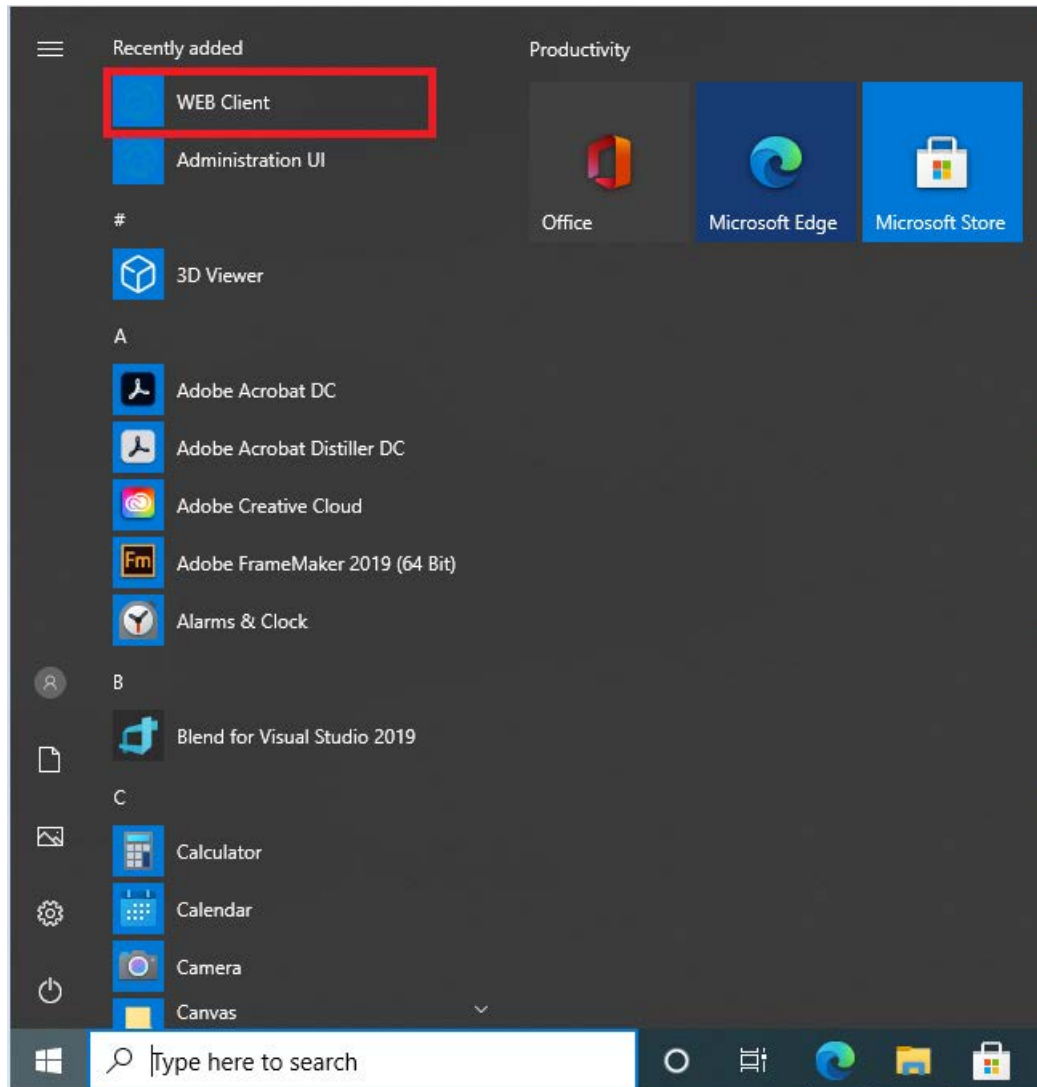 Recently added
WEB Client
Administration UI
#
3D Viewer
A
Adobe Acrobat DC
Adobe Acrobat Distiller DC
Adobe Creative Cloud
Fm
Adobe FrameMaker 2019 (64 Bit)
Alarms & Clock
B
Blend for Visual Studio 2019
C
Calculator
Calendar
Camera
Canvas
Productivity
Office
Microsoft Edge
Microsoft Store
Type here to search